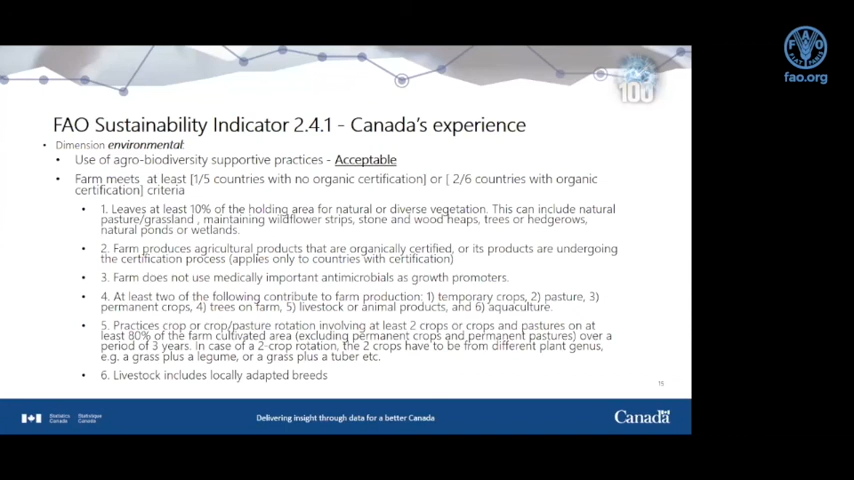 FAO
FIAT PANIS
fao.org
100
FAO Sustainability Indicator 2.4.1 - Canada's experience
• Dimension environmental:
• Use of agro-biodiversity supportive practices - Acceptable
• Farm meets at least [1/5 countries with no organic certification] or [ 2/6 countries with organic
certification] criteria
• 1. Leaves at least 10% of the holding area for natural or diverse vegetation. This can include natural
pasture/grassland , maintaining wildflower strips, stone and wood heaps, trees or hedgerows,
natural ponds or wetlands.
• 2. Farm produces agricultural products that are organically certified, or its products are undergoing
the certification process (applies only to countries with certification)
• 3. Farm does not use medically important antimicrobials as growth promoters.
• 4. At least two of the following contribute to farm production: 1) temporary crops, 2) pasture, 3)
permanent crops, 4) trees on farm, 5) livestock or animal products, and 6) aquaculture.
• 5. Practices crop or crop/pasture rotation involving at least 2 crops or crops and pastures on at
least 80% of the farm cultivated area (excluding permanent crops and permanent pastures) over a
period of 3 years. In case of a 2-crop rotation, the 2 crops have to be from different plant genus,
e.g. a grass plus a legume, or a grass plus a tuber etc.
• 6. Livestock includes locally adapted breeds
15
Statistics Statistique
Canada Canada
Delivering insight through data for a better Canada
Canada